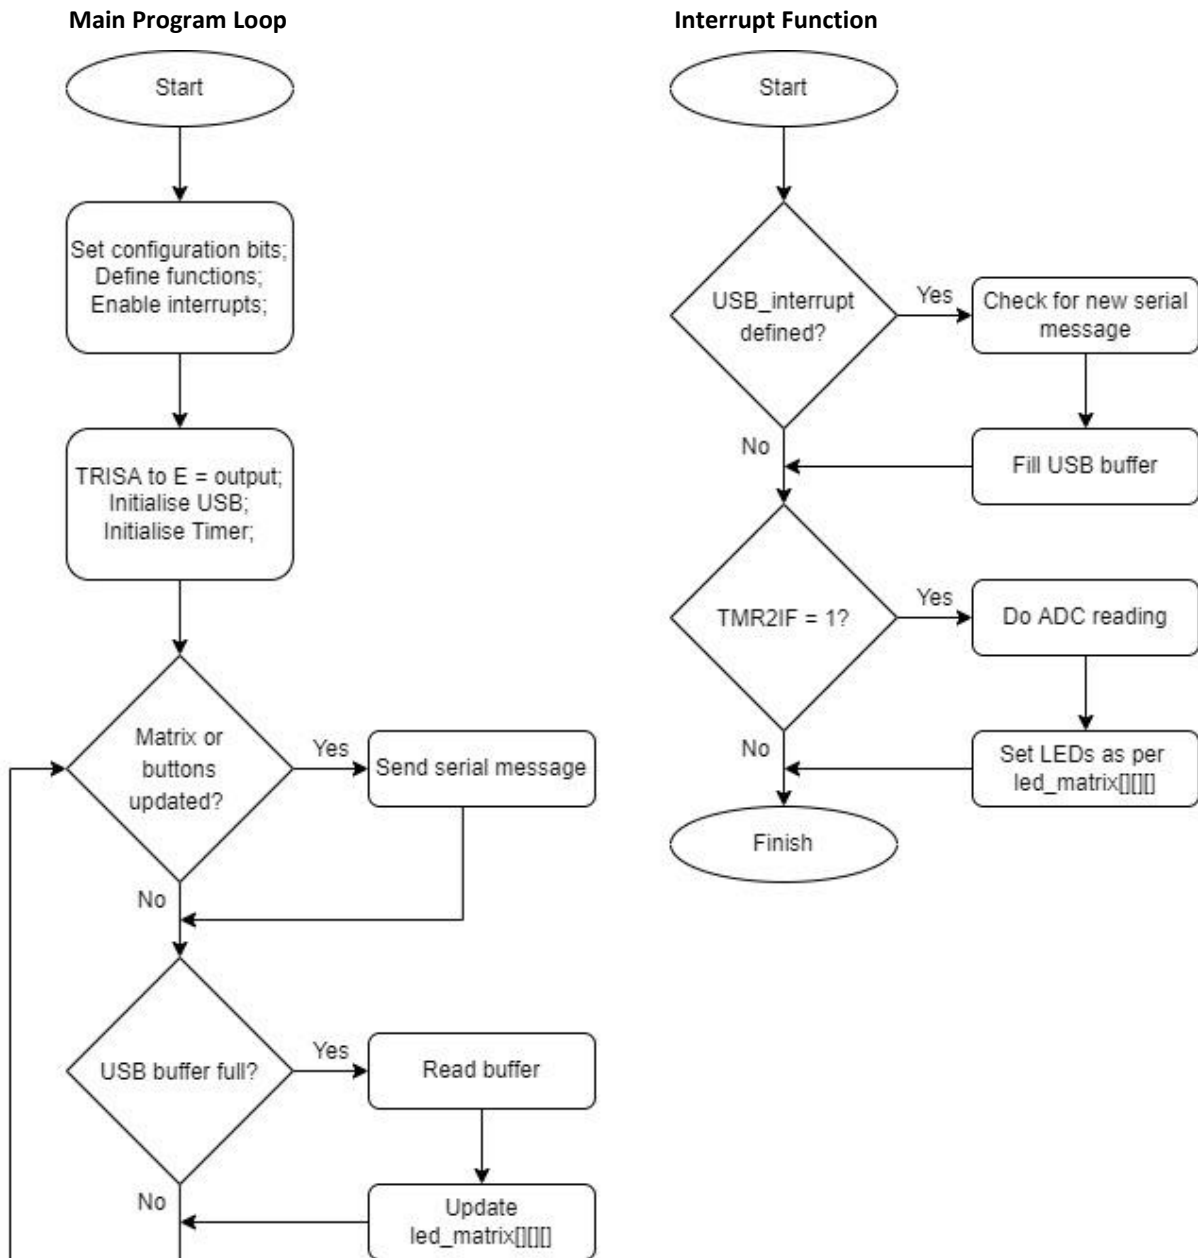 Main Program Loop
Start
Set configuration bits;
Define functions;
Enable interrupts;
TRISA to E = output;
Initialise USB;
Initialise Timer;
Matrix or
buttons
updated?
Yes
Send serial message
No
USB buffer full?
Yes
Read buffer
No
Update
led_matrix[][][]
Interrupt Function
Start
USB_interrupt
defined?
Yes
Check for new serial
message
No
Fill USB buffer
TMR2IF = 1?
Yes
Do ADC reading
No
Set LEDs as per
led_matrix[][][]
Finish